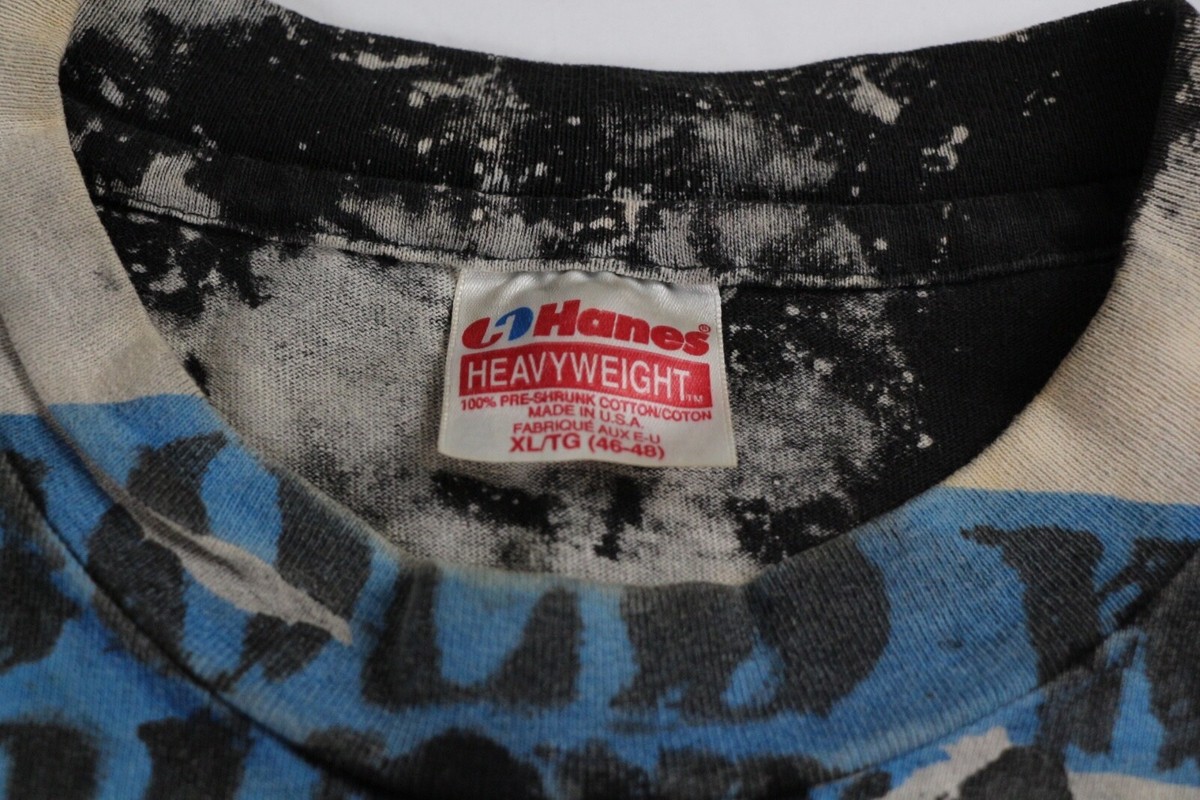 Hanes®
HEAVYWEIGHT™
100% PRE-SHRUNK COTTON/COTON
MADE IN U.S.A.
FABRIQUÉ AUX E-U
XL/TG (46-48)